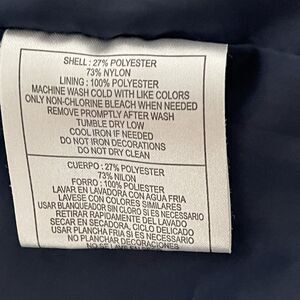 SHELL: 27% POLYESTER
73% NYLON
LINING: 100% POLYESTER
MACHINE WASH COLD WITH LIKE COLORS
ONLY NON-CHLORINE BLEACH WHEN NEEDED
REMOVE PROMPTLY AFTER WASH
TUMBLE DRY LOW
COOL IRON IF NEEDED
DO NOT IRON DECORATIONS
DO NOT DRY CLEAN
CUERPO: 27% POLYESTER
73% NILON
FORRO: 100% POLYESTER
LAVAR EN LAVADORA CON AGUA FRIA
LAVESE CON COLORES SIMILARES
USAR BLANQUEADOR SIN CLORO SI ES NECESARIO
RETIRAR RAPIDAMENTE DEL LAVADO
SECAR EN SECADORA, CICLO DELICADO
USAR PLANCHA FRIA SI ES NECESARIO
NO PLANCHAR DECORACIONES
NO SE LAVE EN